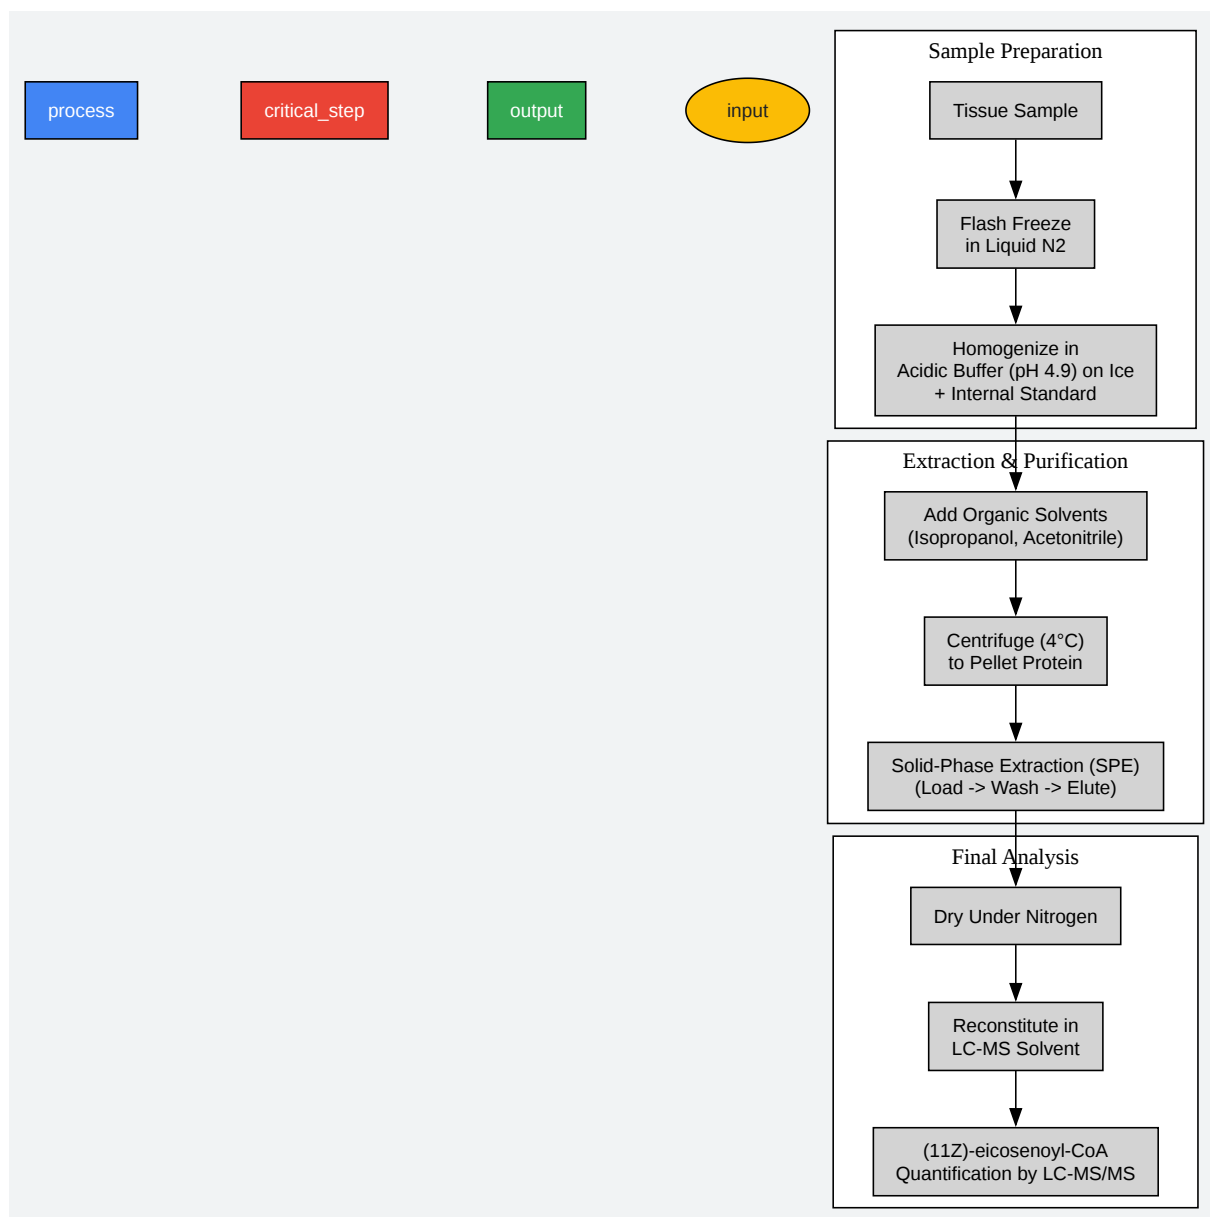 process
critical_step
output
input
Sample Preparation
Tissue Sample
Flash Freeze
in Liquid N2
Homogenize in
Acidic Buffer (pH 4.9) on Ice
+ Internal Standard
Extraction & Purification
Add Organic Solvents
(Isopropanol, Acetonitrile)
Centrifuge (4°C)
to Pellet Protein
Solid-Phase Extraction (SPE)
(Load -> Wash -> Elute)
Final Analysis
Dry Under Nitrogen
Reconstitute in
LC-MS Solvent
(11Z)-eicosenoyl-CoA
Quantification by LC-MS/MS